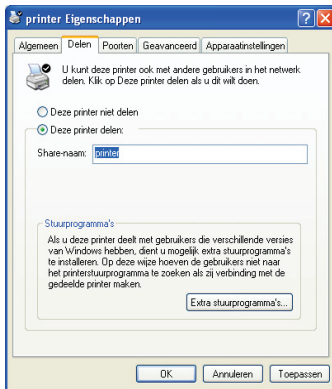 printer Eigenschappen
Algemeen Delen Poorten Geavanceerd Apparaatinstellingen
U kunt deze printer ook met andere gebruikers in het netwerk
delen. Klik op Deze printer delen als u dit wilt doen.
Deze printer niet delen
Deze printer delen:
Share-naam: printer
Stuurprogramma's
Als u deze printer deelt met gebruikers die verschillende versies
van Windows hebben, dient u mogelijk extra stuurprogramma's
te installeren. Op deze wijze hoeven de gebruikers niet naar
het printerstuurprogramma te zoeken als zij verbinding met de
gedeelde printer maken.
Extra stuurprogramma's...
OK Annuleren Toepassen